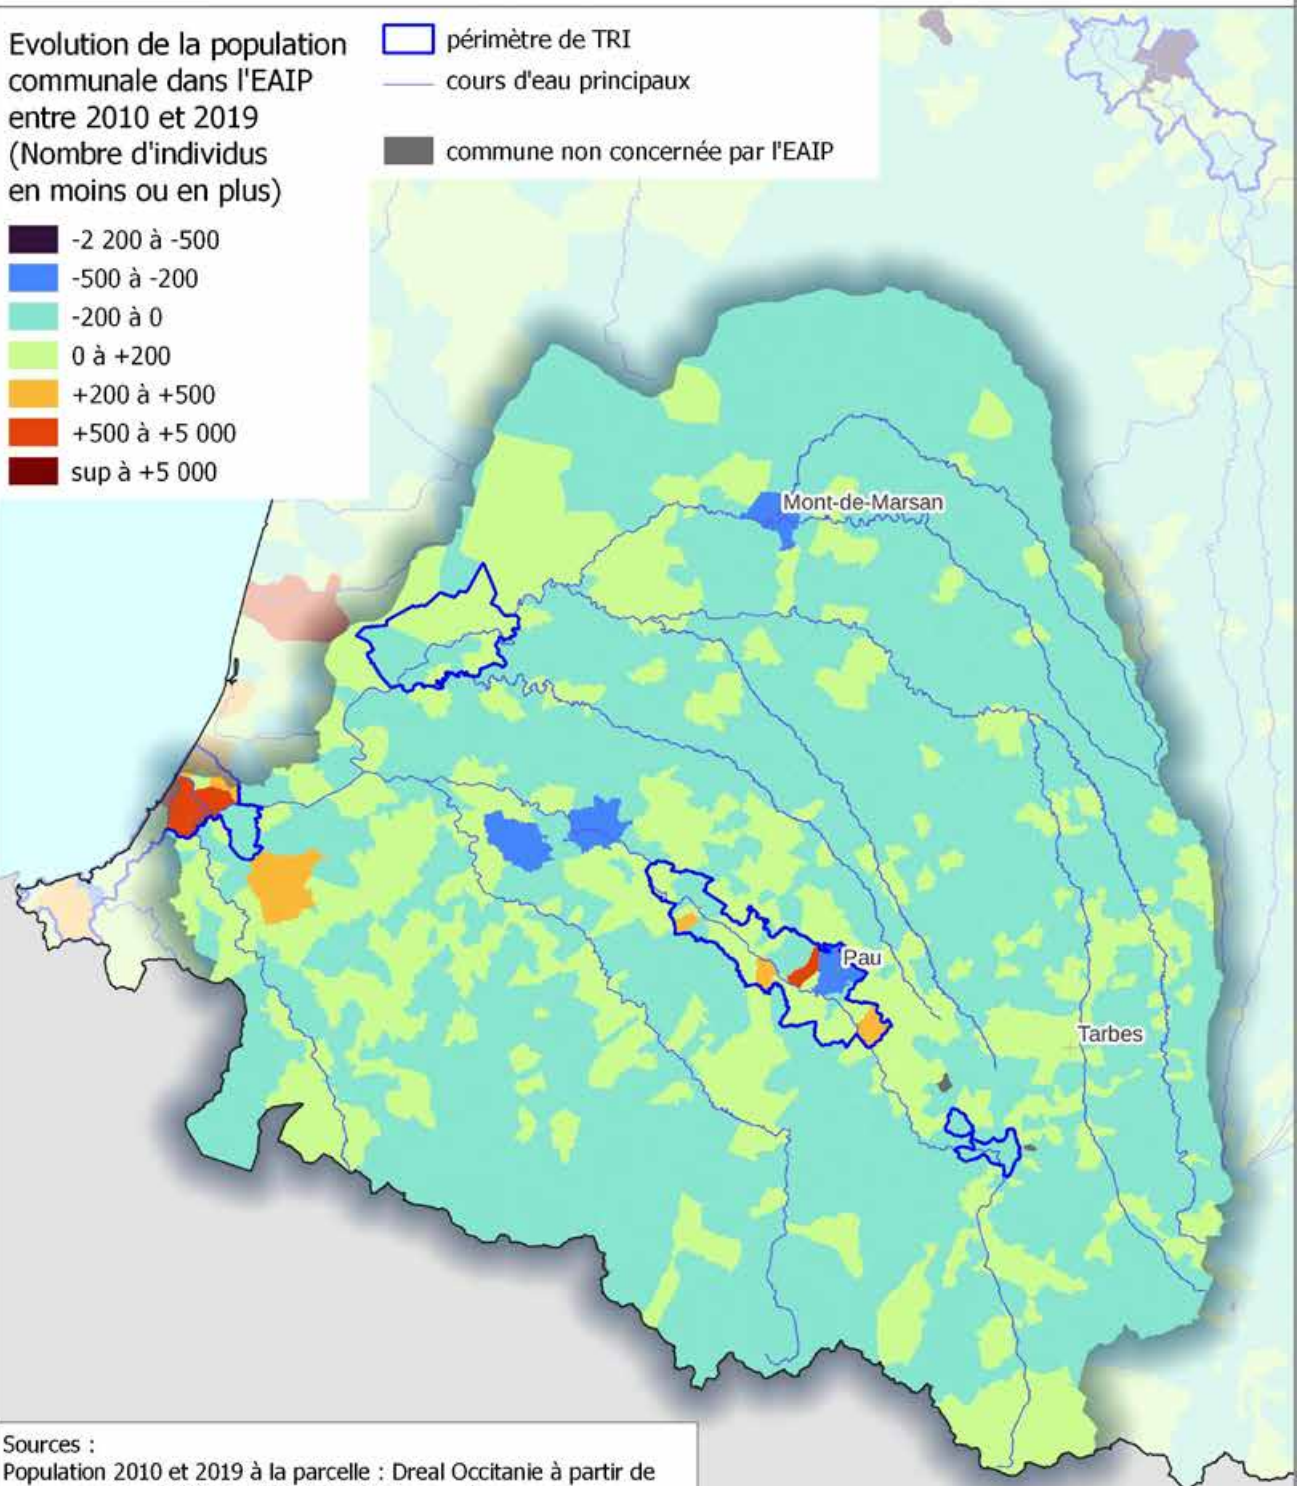 Evolution de la population
communale dans l'EAIP
entre 2010 et 2019
(Nombre d'individus
en moins ou en plus)
-2 200 à -500
-500 à -200
-200 à 0
0 à +200
+200 à +500
+500 à +5 000
sup à +5 000
périmètre de TRI
cours d'eau principaux
commune non concernée par l'EAIP
Mont-de-Marsan
Pau
Tarbes
Sources :
Population 2010 et 2019 à la parcelle : Dreal Occitanie à partir de